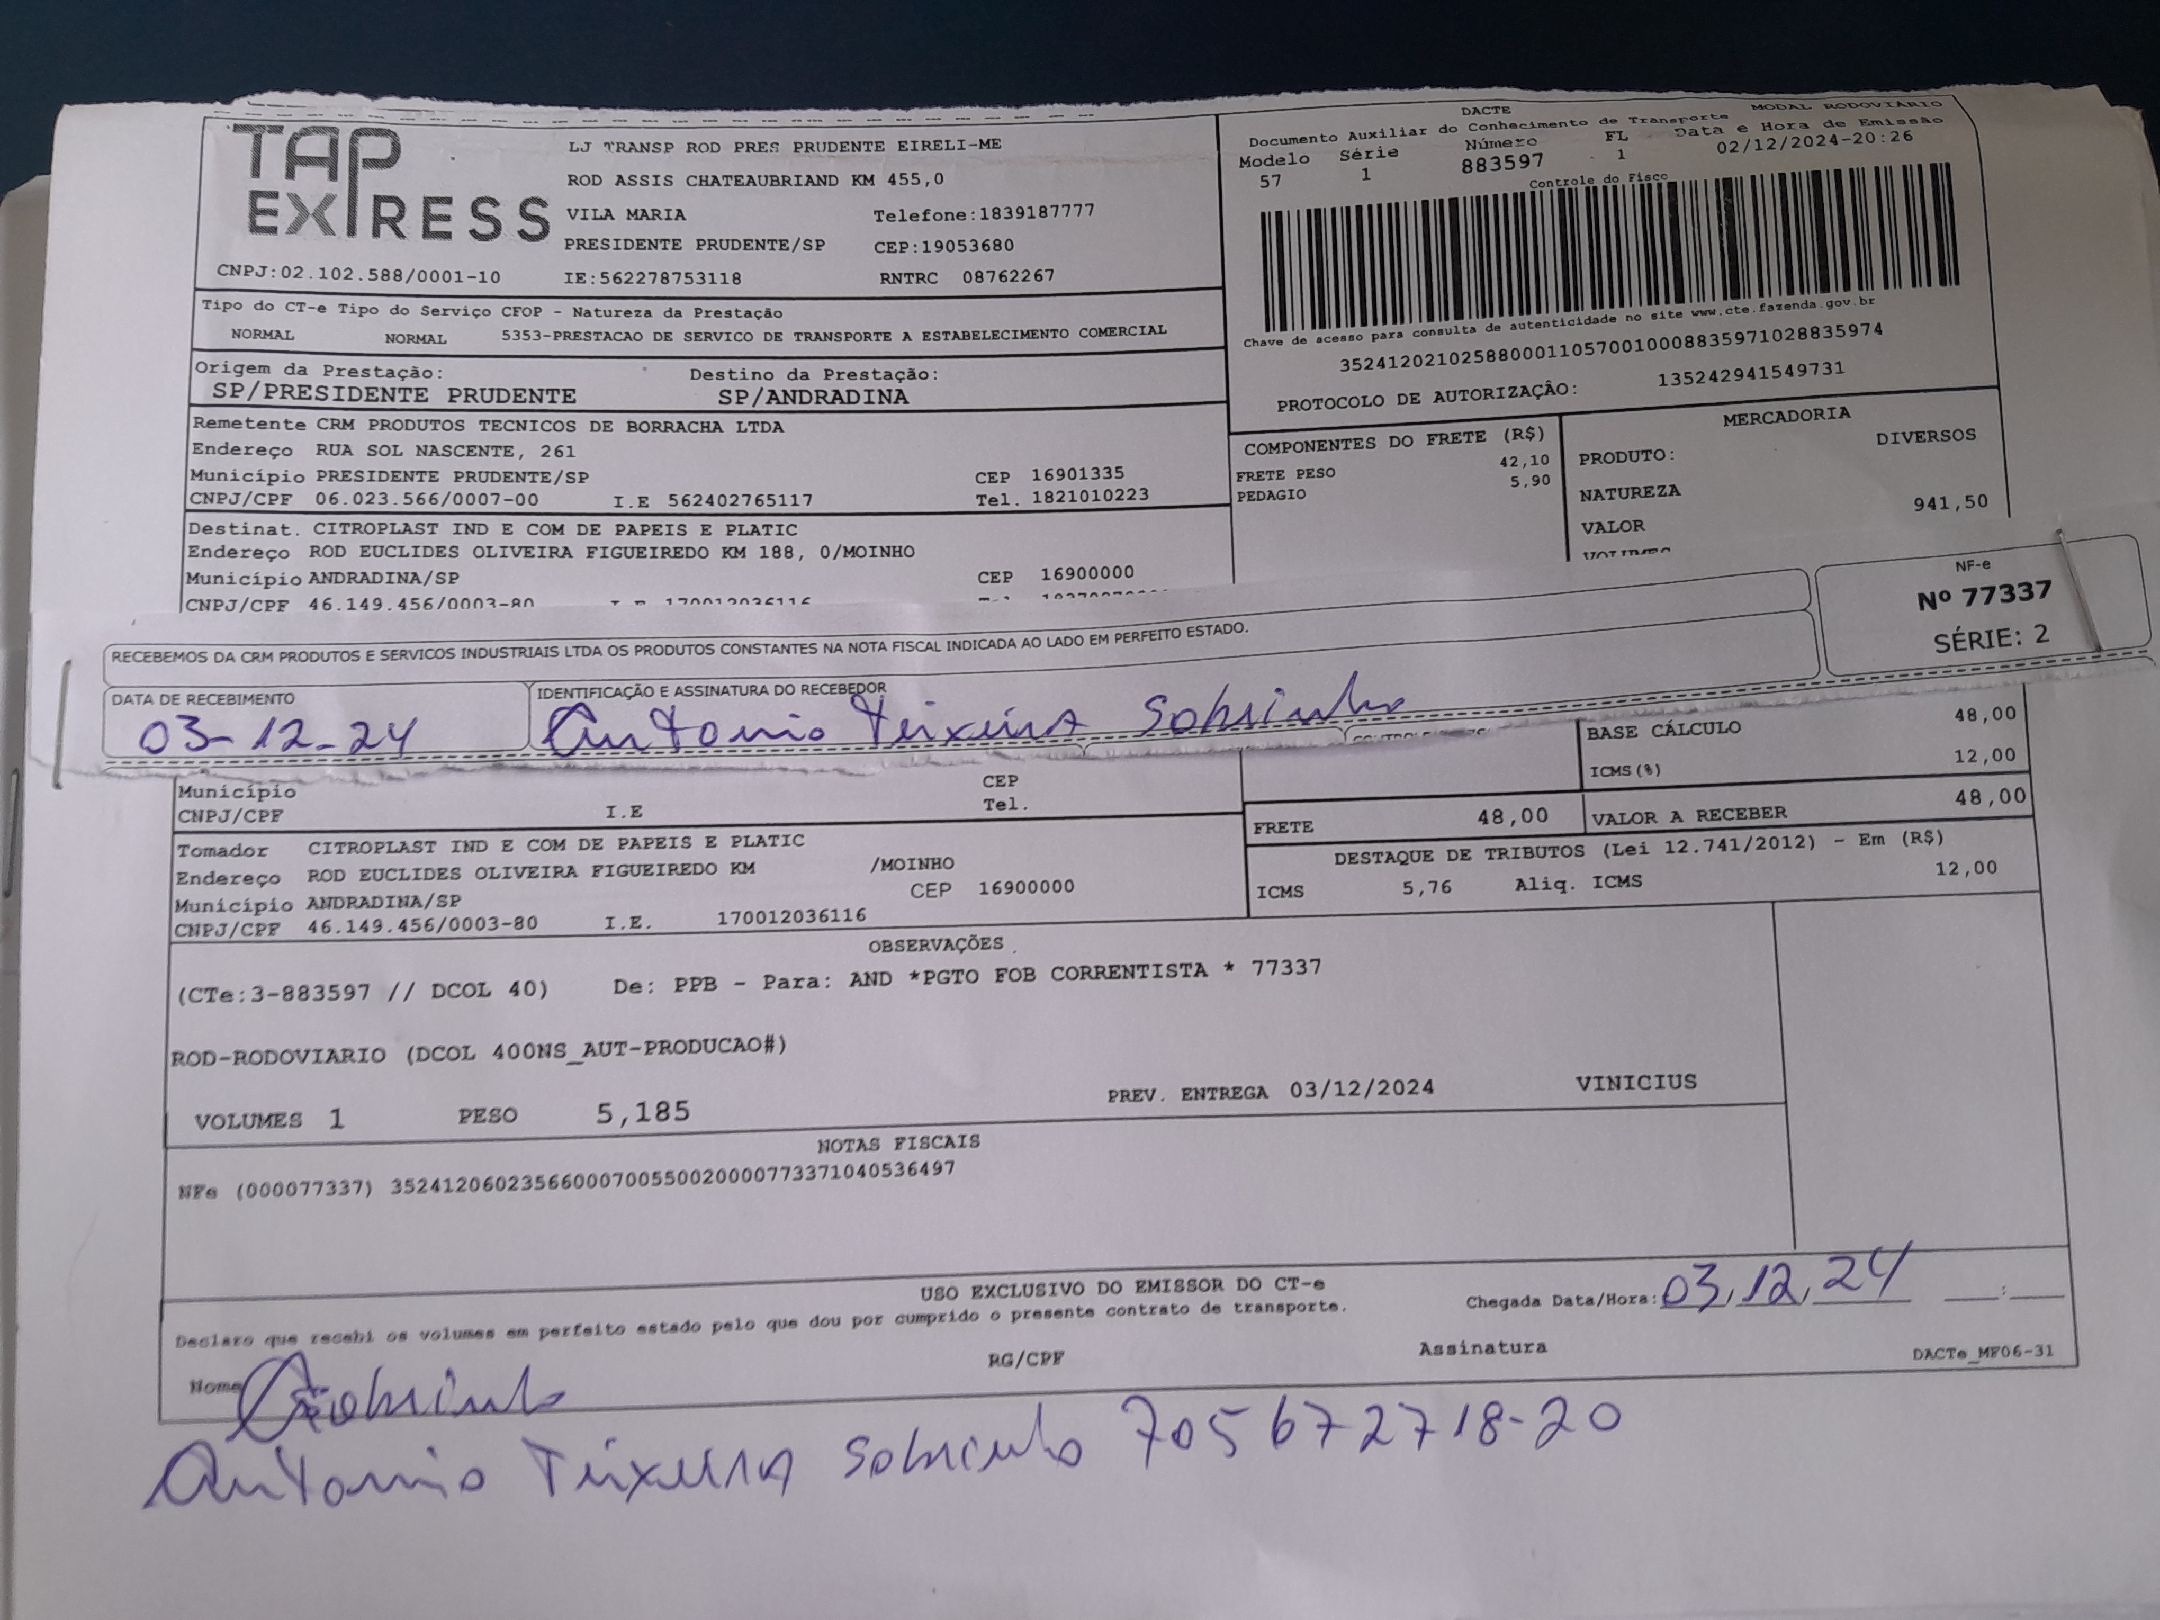 TAP EXPRESS
LJ TRANSP ROD PRES PRUDENTE EIRELI-ME
ROD ASSIS CHATEAUBRIAND KM 455,0
VILA MARIA Telefone:1839187777
PRESIDENTE PRUDENTE/SP CEP:19053680
CNPJ:02.102.588/0001-10 IE:562278753118 RNTRC 08762267
DACTE MODAL RODOVIÁRIO
Documento Auxiliar do Conhecimento de Transporte
Modelo Série Número FL Data e Hora de Emissão
57 1 883597 1 02/12/2024-20:26
Controle do Fisco
Chave de acesso para consulta de autenticidade no site www.cte.fazenda.gov.br
35241202102588000110570010008835971028835974
PROTOCOLO DE AUTORIZAÇÃO: 135242941549731
Tipo do CT-e Tipo do Serviço CFOP - Natureza da Prestação
NORMAL NORMAL 5353-PRESTACAO DE SERVICO DE TRANSPORTE A ESTABELECIMENTO COMERCIAL
Origem da Prestação: Destino da Prestação:
SP/PRESIDENTE PRUDENTE SP/ANDRADINA
Remetente CRM PRODUTOS TECNICOS DE BORRACHA LTDA
Endereço RUA SOL NASCENTE, 261
Município PRESIDENTE PRUDENTE/SP CEP 16901335
CNPJ/CPF 06.023.566/0007-00 I.E 562402765117 Tel. 1821010223
COMPONENTES DO FRETE (R$)
FRETE PESO 42,10
PEDAGIO 5,90
MERCADORIA
PRODUTO: DIVERSOS
NATUREZA
VALOR 941,50
VOLUMES
Destinat. CITROPLAST IND E COM DE PAPEIS E PLATIC
Endereço ROD EUCLIDES OLIVEIRA FIGUEIREDO KM 188, 0/MOINHO
Município ANDRADINA/SP CEP 16900000
CNPJ/CPF 46.149.456/0003-80 I.E 170012036116
RECEBEMOS DA CRM PRODUTOS E SERVICOS INDUSTRIAIS LTDA OS PRODUTOS CONSTANTES NA NOTA FISCAL INDICADA AO LADO EM PERFEITO ESTADO.
NF-e
Nº 77337
SÉRIE: 2
DATA DE RECEBIMENTO IDENTIFICAÇÃO E ASSINATURA DO RECEBEDOR
03-12-24 Antonio Teixeira Sobrinho
BASE CÁLCULO 48,00
ICMS(%) 12,00
Município CEP
CNPJ/CPF I.E Tel.
FRETE 48,00 VALOR A RECEBER 48,00
Tomador CITROPLAST IND E COM DE PAPEIS E PLATIC
Endereço ROD EUCLIDES OLIVEIRA FIGUEIREDO KM /MOINHO
Município ANDRADINA/SP CEP 16900000
CNPJ/CPF 46.149.456/0003-80 I.E. 170012036116
DESTAQUE DE TRIBUTOS (Lei 12.741/2012) - Em (R$)
ICMS 5,76 Aliq. ICMS 12,00
OBSERVAÇÕES
(CTe:3-883597 // DCOL 40) De: PPB - Para: AND *PGTO FOB CORRENTISTA * 77337
ROD-RODOVIARIO (DCOL 400NS_AUT-PRODUCAO#)
VOLUMES 1 PESO 5,185 PREV. ENTREGA 03/12/2024 VINICIUS
NOTAS FISCAIS
NFe (000077337) 35241206023566000700550020000773371040536497
USO EXCLUSIVO DO EMISSOR DO CT-e
Declaro que recebi os volumes em perfeito estado pelo que dou por cumprido o presente contrato de transporte.
Chegada Data/Hora: 03/12/24 :
Nome Sobrinho RG/CPF Assinatura DACTe_MF06-31
Antonio Teixeira Sobrinho 705672718-20